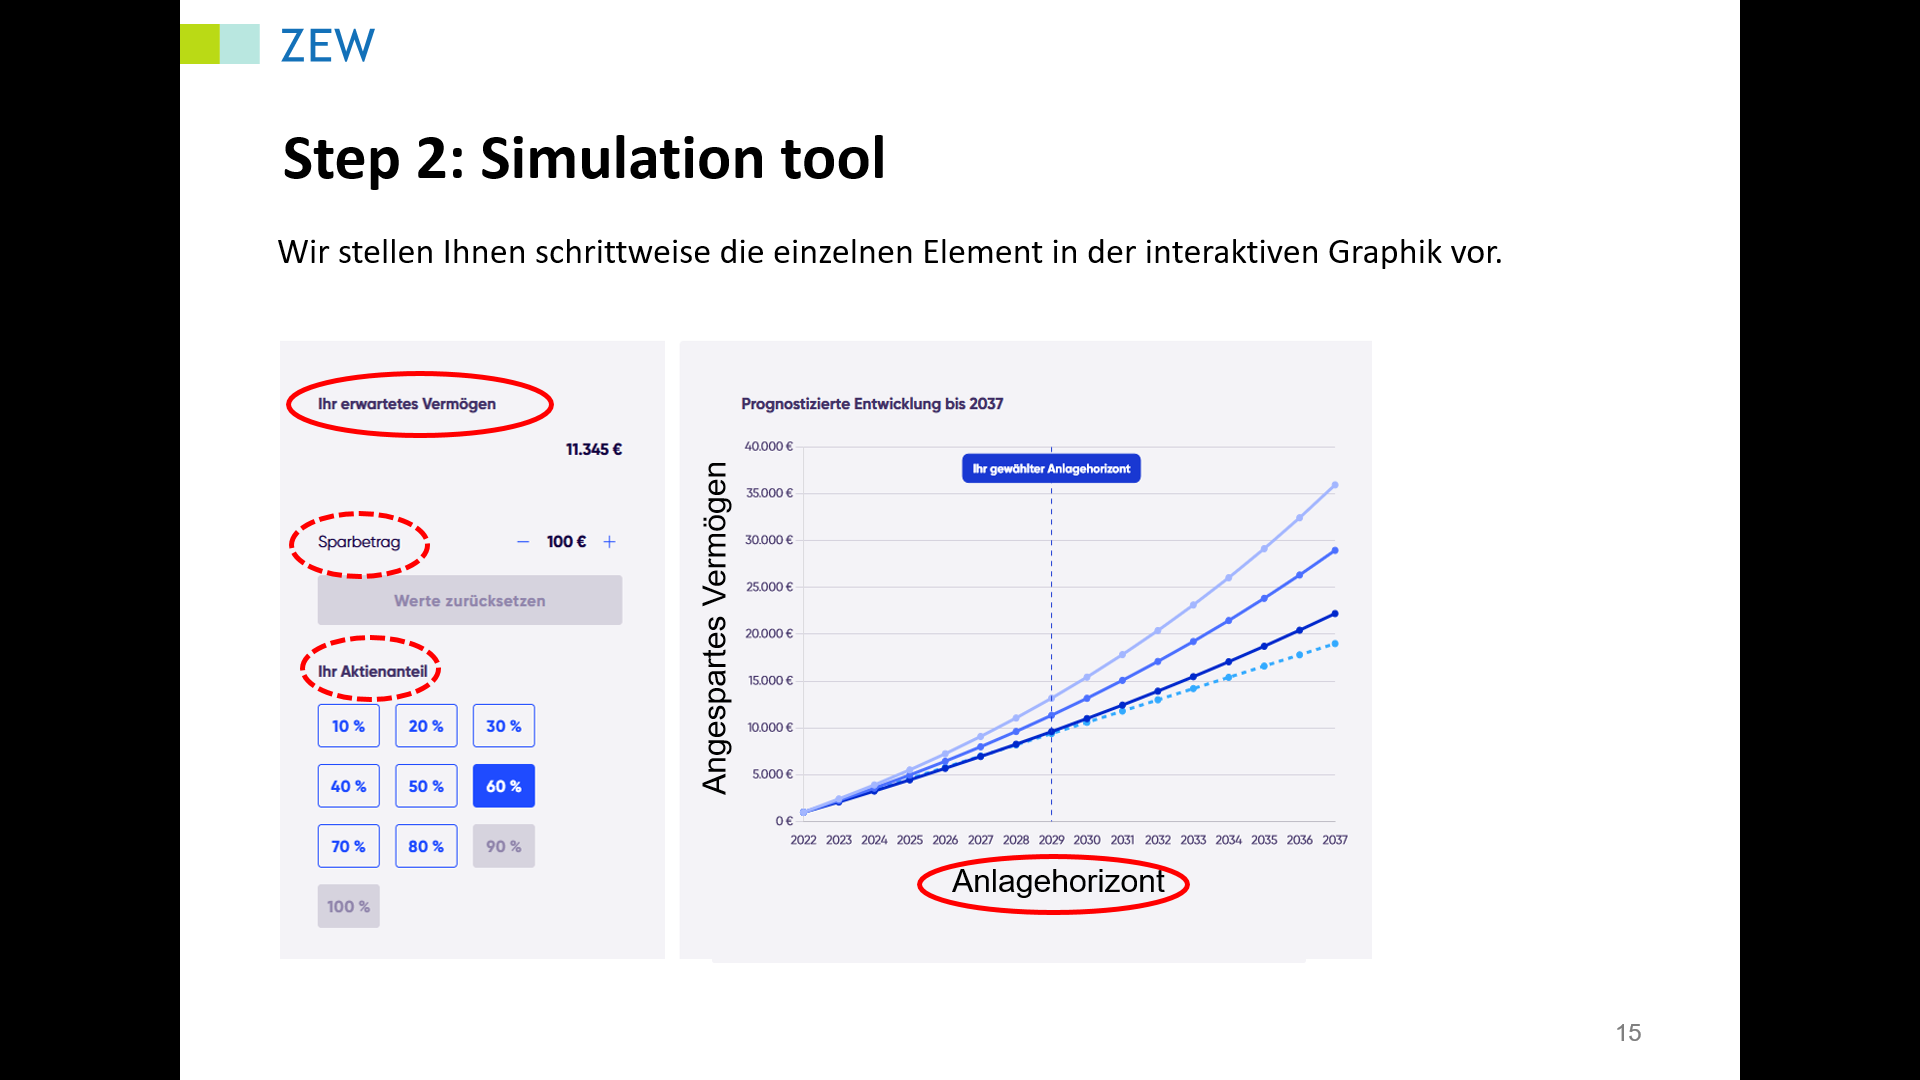 ZEW
Step 2: Simulation tool
Wir stellen Ihnen schrittweise die einzelnen Element in der interaktiven Graphik vor.
Ihr erwartetes Vermögen
11.345 €
Sparbetrag
− 100 € +
Werte zurücksetzen
Ihr Aktienanteil
10 % 20 % 30 %
40 % 50 % 60 %
70 % 80 % 90 %
100 %
Prognostizierte Entwicklung bis 2037
Angespartes Vermögen
40.000 €
Ihr gewählter Anlagehorizont
35.000 €
30.000 €
25.000 €
20.000 €
15.000 €
10.000 €
5.000 €
0 €
2022 2023 2024 2025 2026 2027 2028 2029 2030 2031 2032 2033 2034 2035 2036 2037
Anlagehorizont
15